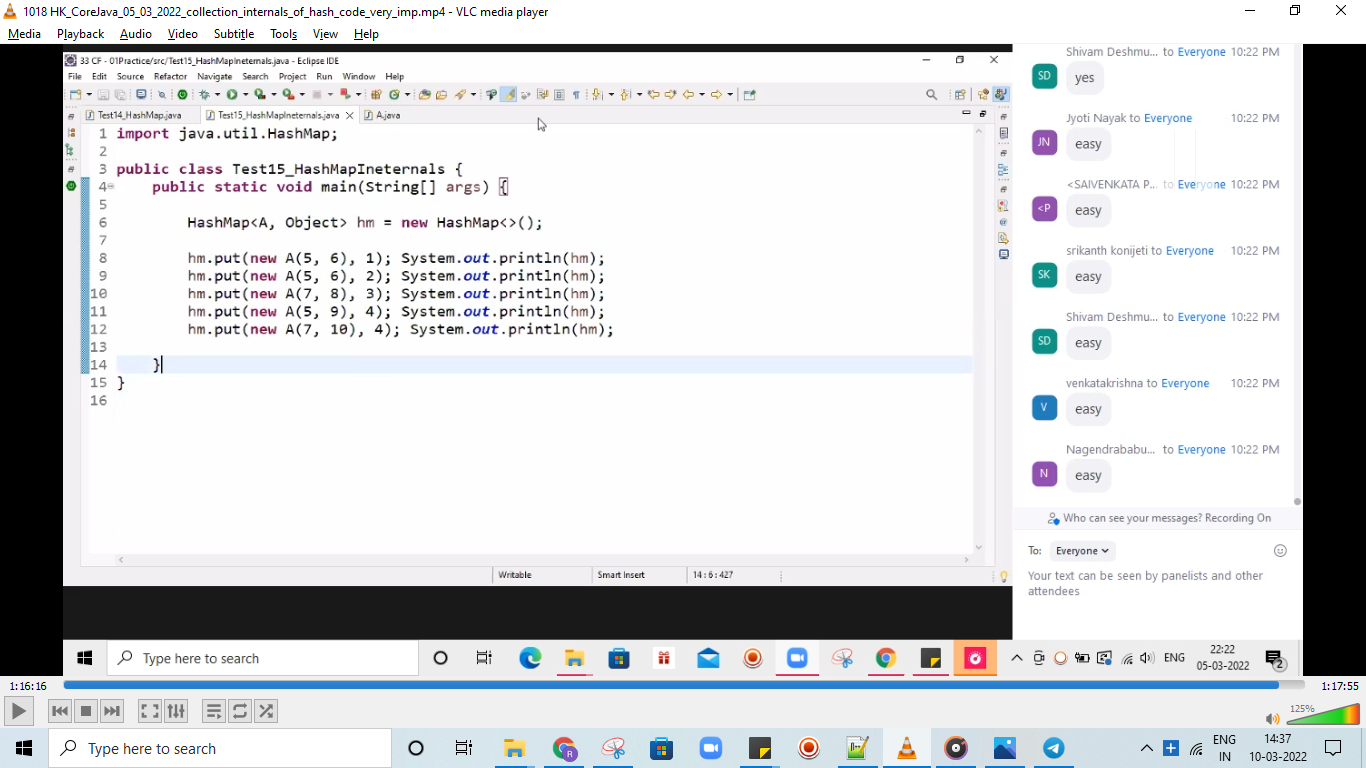 1018 HK_CoreJava_05_03_2022_collection_internals_of_hash_code_very_imp.mp4 - VLC media player
Media Playback Audio Video Subtitle Tools View Help
33 CF - 01Practice/src/Test15_HashMapIneternals.java - Eclipse IDE
File Edit Source Refactor Navigate Search Project Run Window Help
Test14_HashMap.java Test15_HashMapIneternals.java A.java
1 import java.util.HashMap;
2
3 public class Test15_HashMapIneternals {
4 public static void main(String[] args) {
5
6 HashMap<A, Object> hm = new HashMap<>();
7
8 hm.put(new A(5, 6), 1); System.out.println(hm);
9 hm.put(new A(5, 6), 2); System.out.println(hm);
10 hm.put(new A(7, 8), 3); System.out.println(hm);
11 hm.put(new A(5, 9), 4); System.out.println(hm);
12 hm.put(new A(7, 10), 4); System.out.println(hm);
13
14 }
15 }
16
Writable Smart Insert 14:6:427
Shivam Deshmu... to Everyone 10:22 PM
SD yes
Jyoti Nayak to Everyone 10:22 PM
JN easy
<SAIVENKATA P... to Everyone 10:22 PM
<P easy
srikanth konijeti to Everyone 10:22 PM
SK easy
Shivam Deshmu... to Everyone 10:22 PM
SD easy
venkatakrishna to Everyone 10:22 PM
V easy
Nagendrababu... to Everyone 10:22 PM
N easy
Who can see your messages? Recording On
To: Everyone
Your text can be seen by panelists and other
attendees
Type here to search
ENG
22:22
05-03-2022
2
1:16:16
1:17:55
125%
Type here to search
R
ENG
IN
14:37
10-03-2022